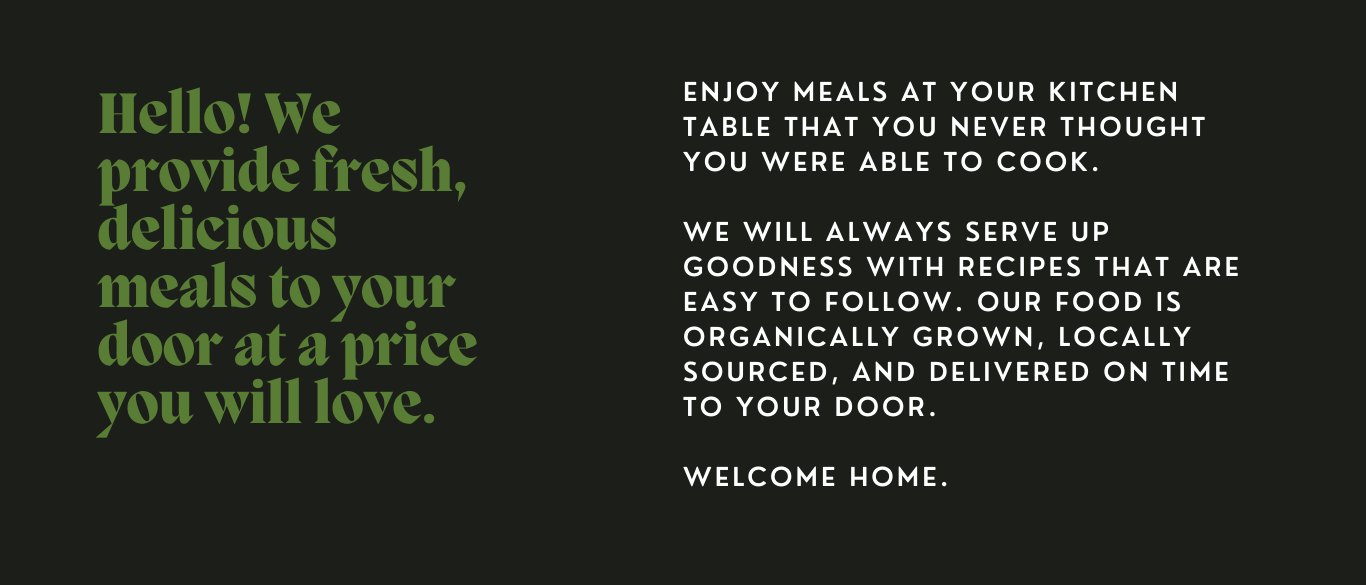 Hello! We
provide fresh,
delicious
meals to your
door at a price
you will love.
ENJOY MEALS AT YOUR KITCHEN
TABLE THAT YOU NEVER THOUGHT
YOU WERE ABLE TO COOK.
WE WILL ALWAYS SERVE UP
GOODNESS WITH RECIPES THAT ARE
EASY TO FOLLOW. OUR FOOD IS
ORGANICALLY GROWN, LOCALLY
SOURCED, AND DELIVERED ON TIME
TO YOUR DOOR.
WELCOME HOME.